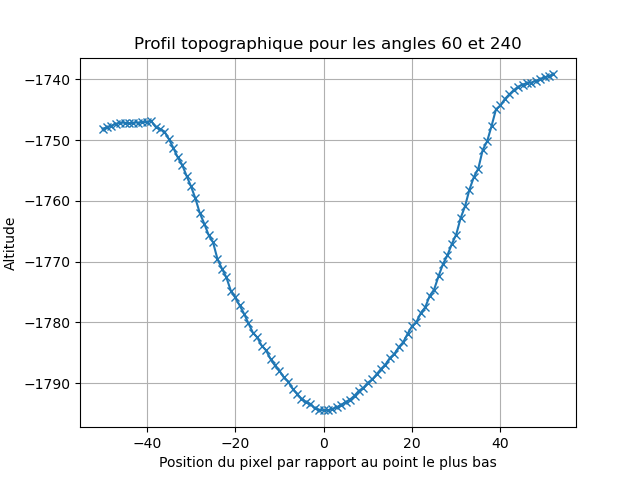 Profil topographique pour les angles 60 et 240
Altitude
−1740
−1750
−1760
−1770
−1780
−1790
−40 −20 0 20 40
Position du pixel par rapport au point le plus bas